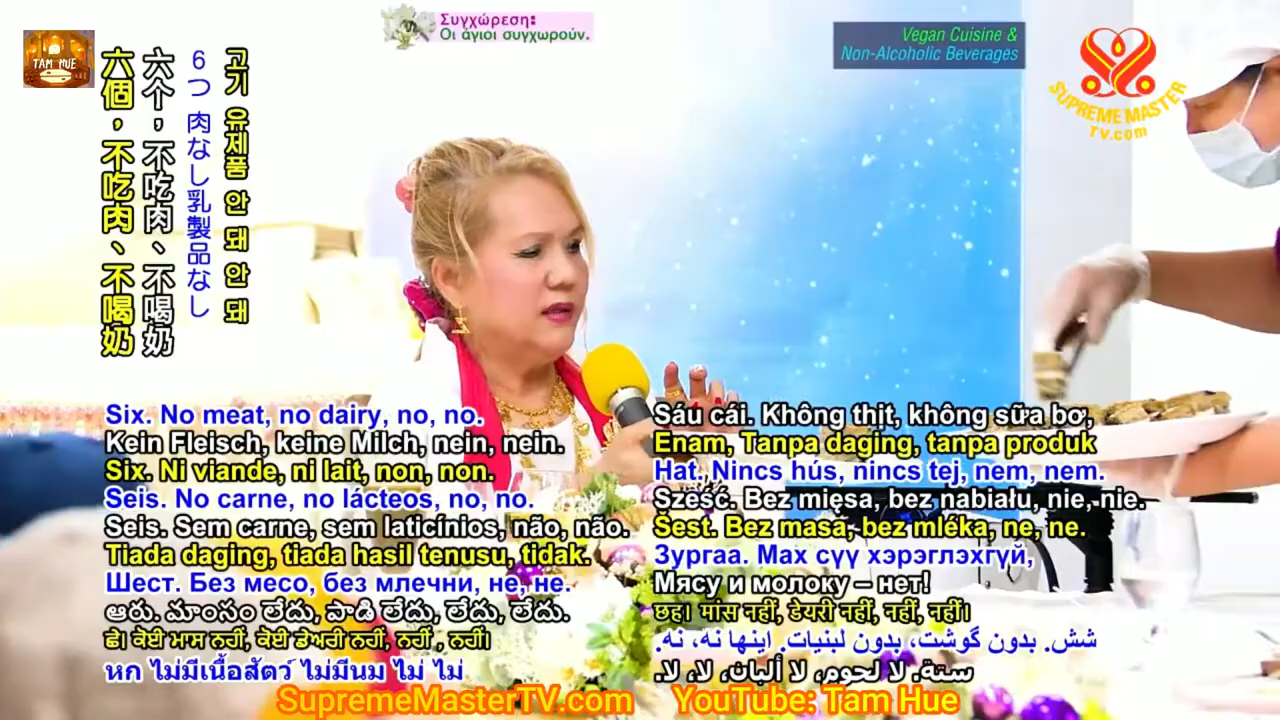 TAM HUE
六個，不吃肉、不喝奶
六个，不吃肉、不喝奶
6つ 肉なし乳製品なし
고기 유제품 안 돼 안 돼
Συγχώρεση:
Οι άγιοι συγχωρούν.
Vegan Cuisine &
Non-Alcoholic Beverages
SUPREME MASTER
TV.com
Six. No meat, no dairy, no, no.
Kein Fleisch, keine Milch, nein, nein.
Six. Ni viande, ni lait, non, non.
Seis. No carne, no lácteos, no, no.
Seis. Sem carne, sem laticínios, não, não.
Tiada daging, tiada hasil tenusu, tidak.
Шест. Без месо, без млечни, не, не.
ఆరు. మాంసం లేదు, పాడి లేదు, లేదు, లేదు.
ਛੇ। ਕੋਈ ਮਾਸ ਨਹੀਂ, ਕੋਈ ਡੇਅਰੀ ਨਹੀਂ, ਨਹੀਂ , ਨਹੀਂ।
หก ไม่มีเนื้อสัตว์ ไม่มีนม ไม่ ไม่
Sáu cái. Không thịt, không sữa bơ,
Enam, Tanpa daging, tanpa produk
Hat. Nincs hús, nincs tej, nem, nem.
Sześć. Bez mięsa, bez nabiału, nie, nie.
Šest. Bez masa, bez mléka, ne, ne.
Зургаа. Мах сүү хэрэглэхгүй,
Мясу и молоку – нет!
छह। मांस नहीं, डेयरी नहीं, नहीं, नहीं।
شش. بدون گوشت، بدون لبنیات. اینها نه، نه.
ستة. لا لحوم، لا ألبان، لا، لا.
SupremeMasterTV.com
YouTube: Tam Hue